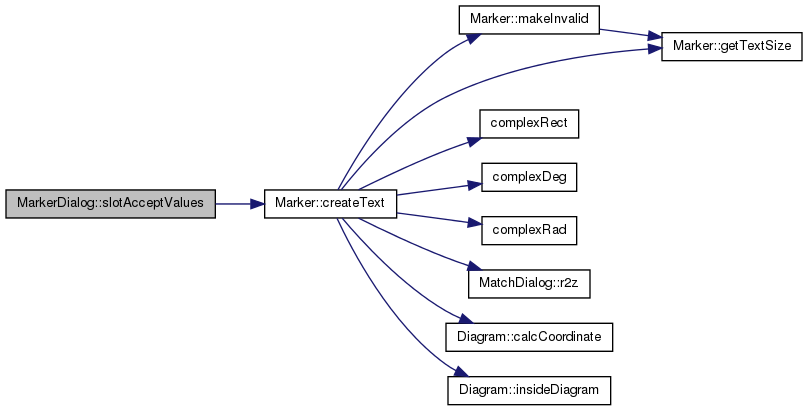 Marker::makeInvalid
Marker::getTextSize
complexRect
complexDeg
MarkerDialog::slotAcceptValues
Marker::createText
complexRad
MatchDialog::r2z
Diagram::calcCoordinate
Diagram::insideDiagram